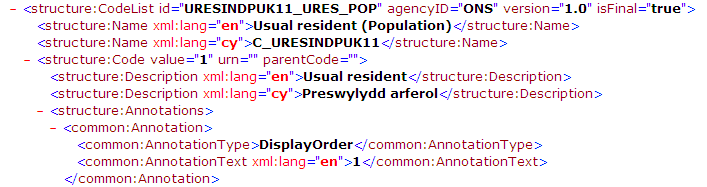 - <structure:CodeList id="URESINDPUK11_URES_POP" agencyID="ONS" version="1.0" isFinal="true">
<structure:Name xml:lang="en">Usual resident (Population)</structure:Name>
<structure:Name xml:lang="cy">C_URESINDPUK11</structure:Name>
- <structure:Code value="1" urn="" parentCode="">
<structure:Description xml:lang="en">Usual resident</structure:Description>
<structure:Description xml:lang="cy">Preswylydd arferol</structure:Description>
- <structure:Annotations>
- <common:Annotation>
<common:AnnotationType>DisplayOrder</common:AnnotationType>
<common:AnnotationText xml:lang="en">1</common:AnnotationText>
</common:Annotation>